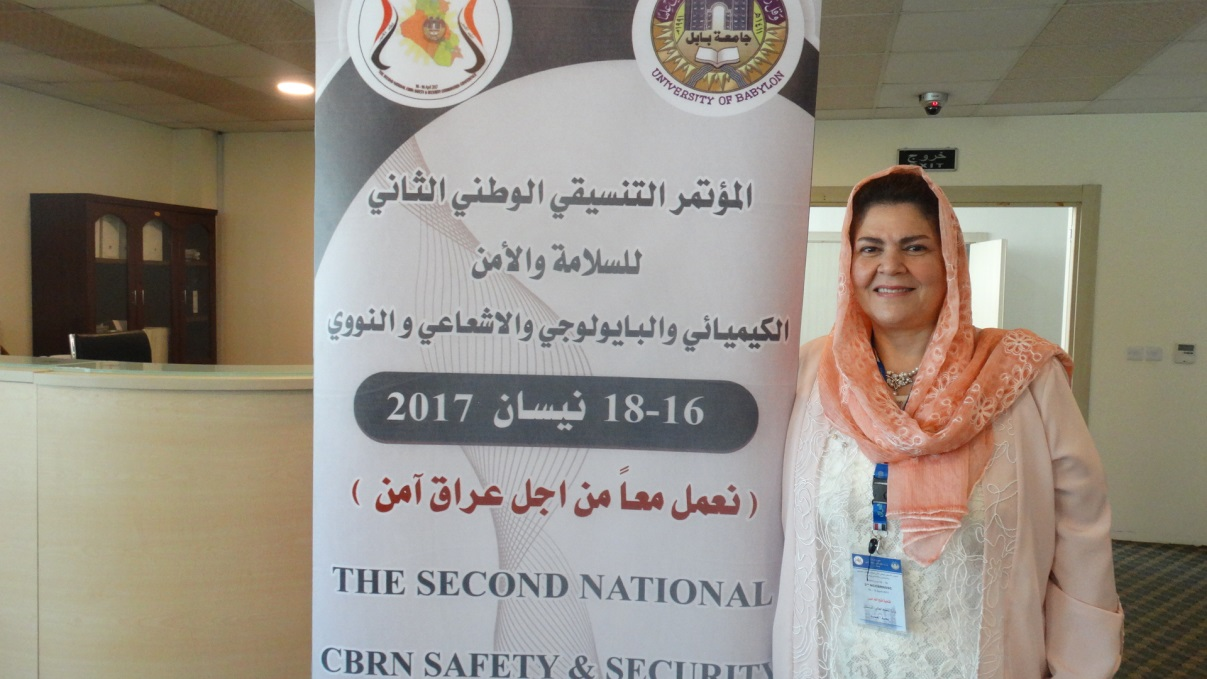 جامعة بابل
UNIVERSITY OF BABYLON
المؤتمر التنسيقي الوطني الثاني
للسلامة والأمن
الكيميائي والبايولوجي والاشعاعي و النووي
18-16 نيسان 2017
( نعمل معاً من اجل عراق آمن )
THE SECOND NATIONAL
CBRN SAFETY & SECURITY
خروج
EXIT